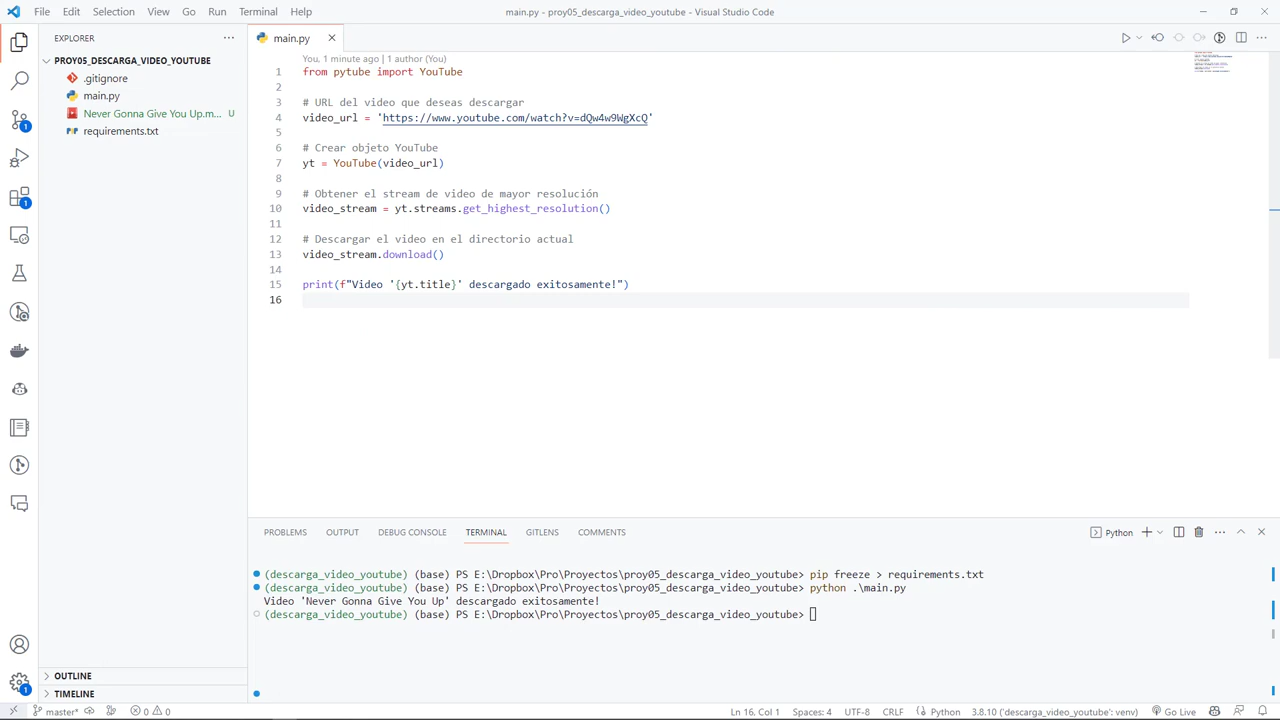 File Edit Selection View Go Run Terminal Help
main.py - proy05_descarga_video_youtube - Visual Studio Code
EXPLORER
PROY05_DESCARGA_VIDEO_YOUTUBE
.gitignore
main.py
Never Gonna Give You Up.m... U
requirements.txt
OUTLINE
TIMELINE
main.py
You, 1 minute ago | 1 author (You)
1 from pytube import YouTube
2
3 # URL del video que deseas descargar
4 video_url = 'https://www.youtube.com/watch?v=dQw4w9WgXcQ'
5
6 # Crear objeto YouTube
7 yt = YouTube(video_url)
8
9 # Obtener el stream de video de mayor resolución
10 video_stream = yt.streams.get_highest_resolution()
11
12 # Descargar el video en el directorio actual
13 video_stream.download()
14
15 print(f"Video '{yt.title}' descargado exitosamente!")
16
PROBLEMS OUTPUT DEBUG CONSOLE TERMINAL GITLENS COMMENTS
Python
(descarga_video_youtube) (base) PS E:\Dropbox\Pro\Proyectos\proy05_descarga_video_youtube> pip freeze > requirements.txt
(descarga_video_youtube) (base) PS E:\Dropbox\Pro\Proyectos\proy05_descarga_video_youtube> python .\main.py
Video 'Never Gonna Give You Up' descargado exitosamente!
(descarga_video_youtube) (base) PS E:\Dropbox\Pro\Proyectos\proy05_descarga_video_youtube>
1
1
1
master* 0 0 Ln 16, Col 1 Spaces: 4 UTF-8 CRLF Python 3.8.10 ('descarga_video_youtube': venv) Go Live